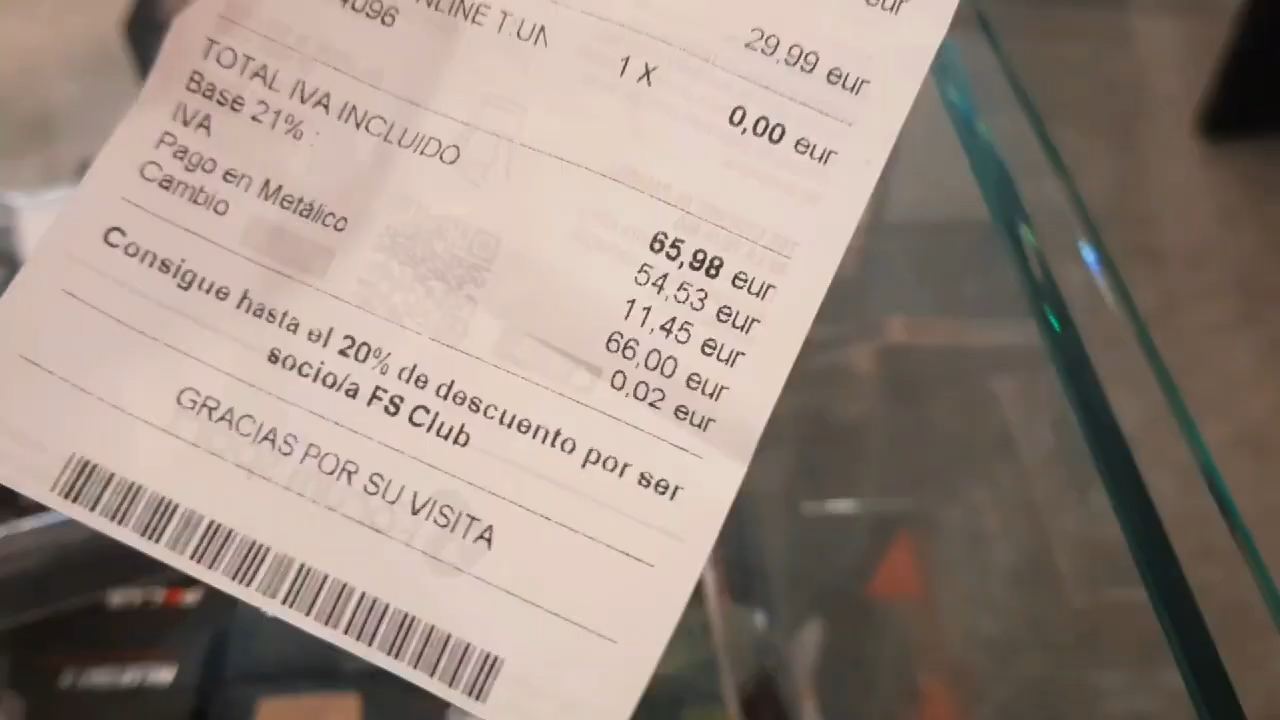 eur
29,99 eur
4096
NLINE T.UN
1 X
0,00 eur
TOTAL IVA INCLUIDO
65,98 eur
Base 21% :
54,53 eur
IVA
11,45 eur
Pago en Metálico
66,00 eur
Cambio
0,02 eur
Consigue hasta el 20% de descuento por ser
socio/a FS Club
GRACIAS POR SU VISITA